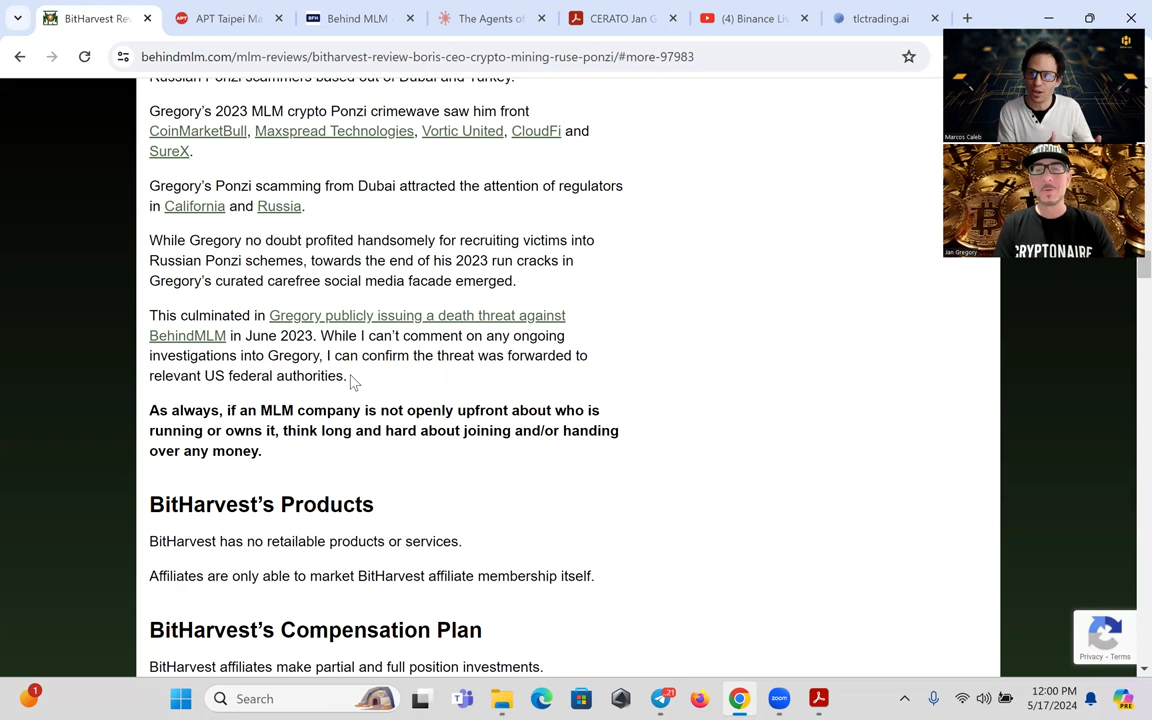 BitHarvest Rev
APT Taipei Ma
BFH
Behind MLM -
The Agents of
CERATO Jan G
(4) Binance Liv
tlctrading.ai
behindmlm.com/mlm-reviews/bitharvest-review-boris-ceo-crypto-mining-ruse-ponzi/#more-97983
Russian Ponzi scammers based out of Dubai and Turkey.
Gregory's 2023 MLM crypto Ponzi crimewave saw him front
CoinMarketBull, Maxspread Technologies, Vortic United, CloudFi and
SureX.
Gregory's Ponzi scamming from Dubai attracted the attention of regulators
in California and Russia.
While Gregory no doubt profited handsomely for recruiting victims into
Russian Ponzi schemes, towards the end of his 2023 run cracks in
Gregory's curated carefree social media facade emerged.
This culminated in Gregory publicly issuing a death threat against
BehindMLM in June 2023. While I can't comment on any ongoing
investigations into Gregory, I can confirm the threat was forwarded to
relevant US federal authorities.
As always, if an MLM company is not openly upfront about who is
running or owns it, think long and hard about joining and/or handing
over any money.
BitHarvest's Products
BitHarvest has no retailable products or services.
Affiliates are only able to market BitHarvest affiliate membership itself.
BitHarvest's Compensation Plan
BitHarvest affiliates make partial and full position investments.
Marcos Caleb
CRYPTONAIRE
Jan Gregory
Privacy - Terms
1
Search
21
zoom
12:00 PM
5/17/2024
PRE